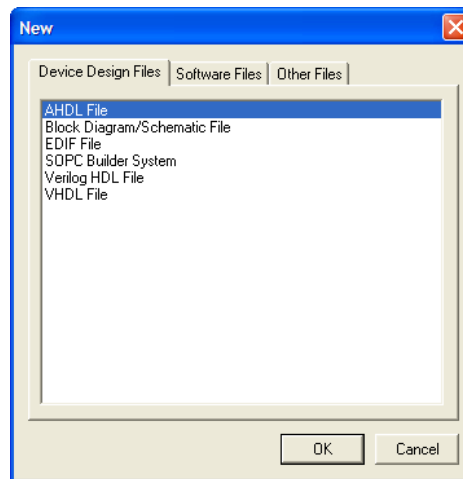 New
Device Design Files Software Files Other Files
AHDL File
Block Diagram/Schematic File
EDIF File
SOPC Builder System
Verilog HDL File
VHDL File
OK Cancel